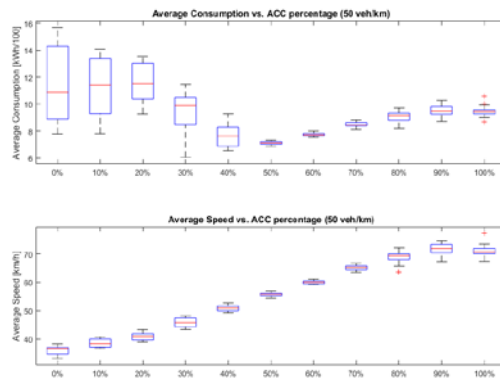 Average Consumption vs. ACC percentage (50 veh/km)
Average Consumption [kWh/100]
16
14
12
10
8
6
0% 10% 20% 30% 40% 50% 60% 70% 80% 90% 100%
Average Speed vs. ACC percentage (50 veh/km)
Average Speed [km/h]
70
60
50
40
0% 10% 20% 30% 40% 50% 60% 70% 80% 90% 100%